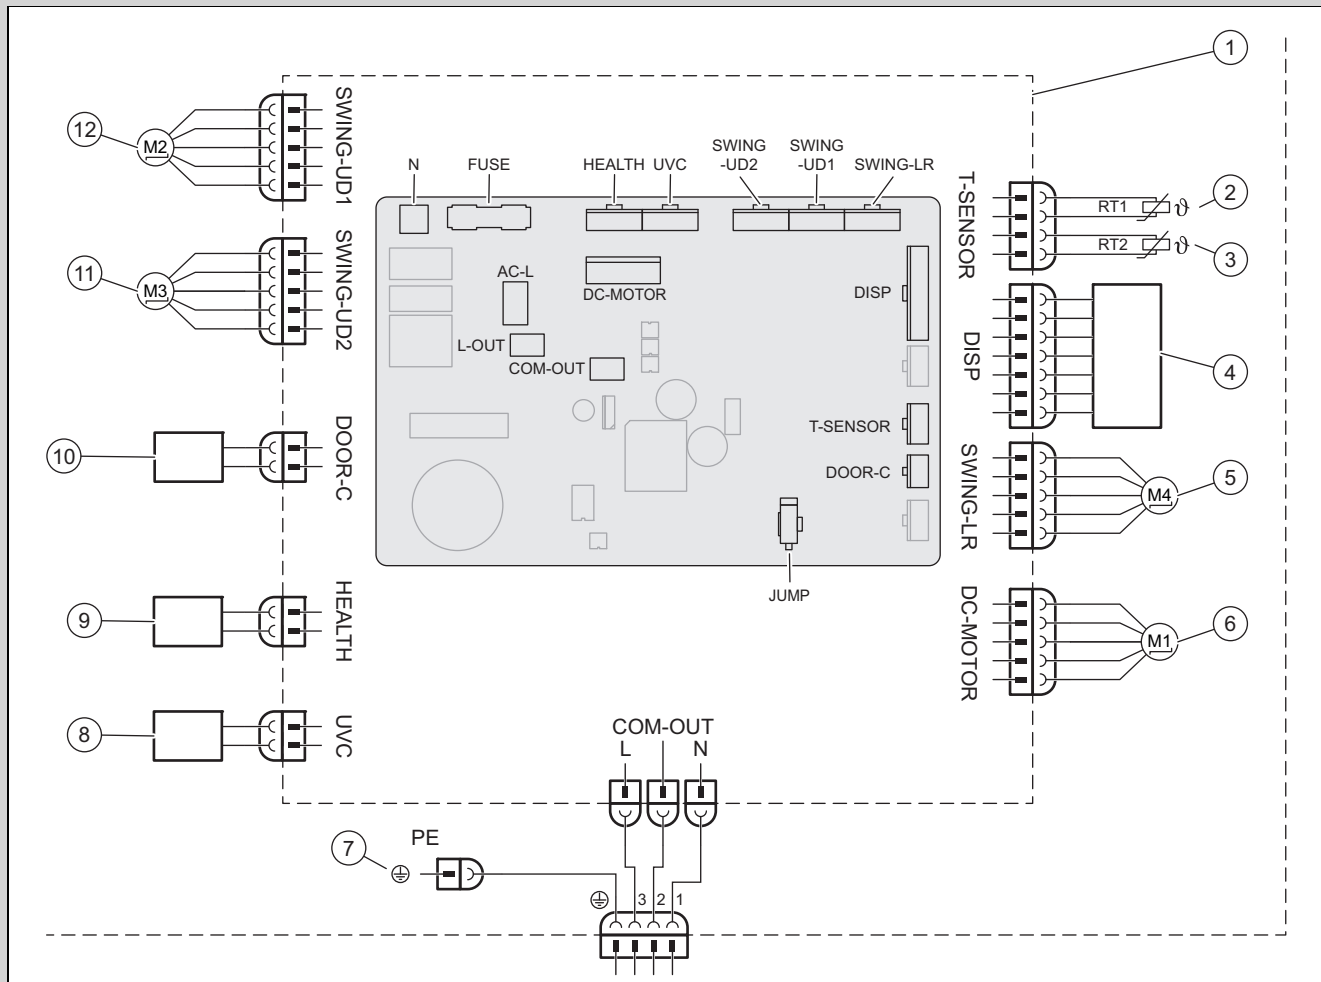 1
SWING-UD1
12
M2
N
FUSE
HEALTH
UVC
SWING
-UD2
SWING
-UD1
SWING-LR
T-SENSOR
RT1
ϑ
2
RT2
ϑ
3
SWING-UD2
11
M3
AC-L
DC-MOTOR
DISP
L-OUT
COM-OUT
DISP
4
T-SENSOR
DOOR-C
DOOR-C
10
SWING-LR
M4
5
JUMP
HEALTH
9
DC-MOTOR
M1
6
UVC
8
COM-OUT
L
N
PE
7
3
2
1